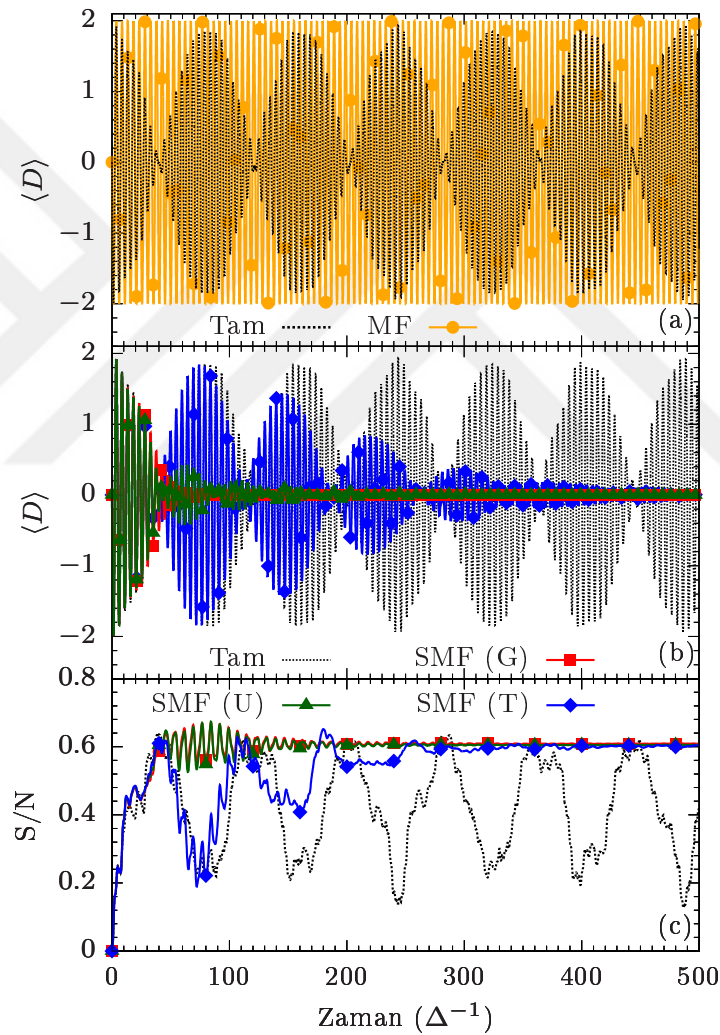 2
1
0
−1
−2
⟨D⟩
Tam
MF
(a)
2
1
0
−1
−2
⟨D⟩
Tam
SMF (G)
(b)
0.8
0.6
0.4
0.2
0
S/N
SMF (U)
SMF (T)
(c)
0 100 200 300 400 500
Zaman (Δ⁻¹)